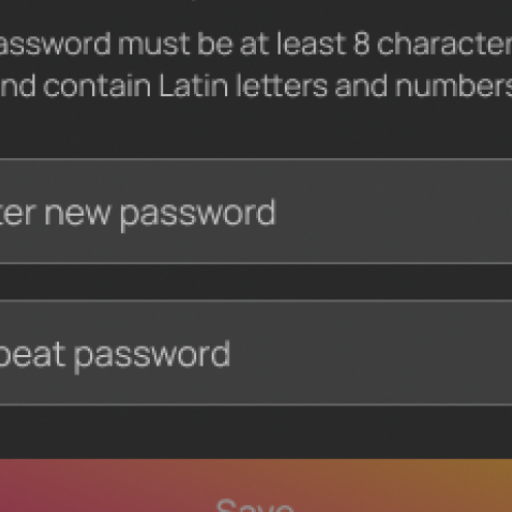 assword must be at least 8 character
nd contain Latin letters and numbers
ter new password
peat password
Save